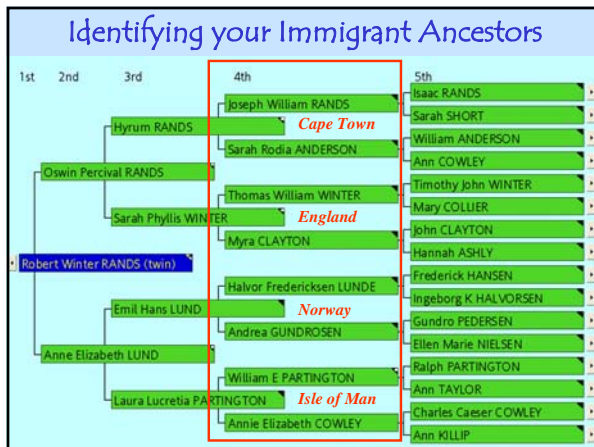 Identifying your Immigrant Ancestors
1st 2nd 3rd 4th 5th
Isaac RANDS
Joseph William RANDS
Sarah SHORT
Hyrum RANDS
Cape Town
William ANDERSON
Sarah Rodia ANDERSON
Ann COWLEY
Oswin Percival RANDS
Timothy John WINTER
Thomas William WINTER
Mary COLLIER
Sarah Phyllis WINTER
England
John CLAYTON
Myra CLAYTON
Hannah ASHLY
Robert Winter RANDS (twin)
Frederick HANSEN
Halvor Fredericksen LUNDE
Ingeborg K HALVORSEN
Emil Hans LUND
Norway
Gundro PEDERSEN
Andrea GUNDROSEN
Ellen Marie NIELSEN
Anne Elizabeth LUND
Ralph PARTINGTON
William E PARTINGTON
Ann TAYLOR
Laura Lucretia PARTINGTON
Isle of Man
Charles Caeser COWLEY
Annie Elizabeth COWLEY
Ann KILLIP